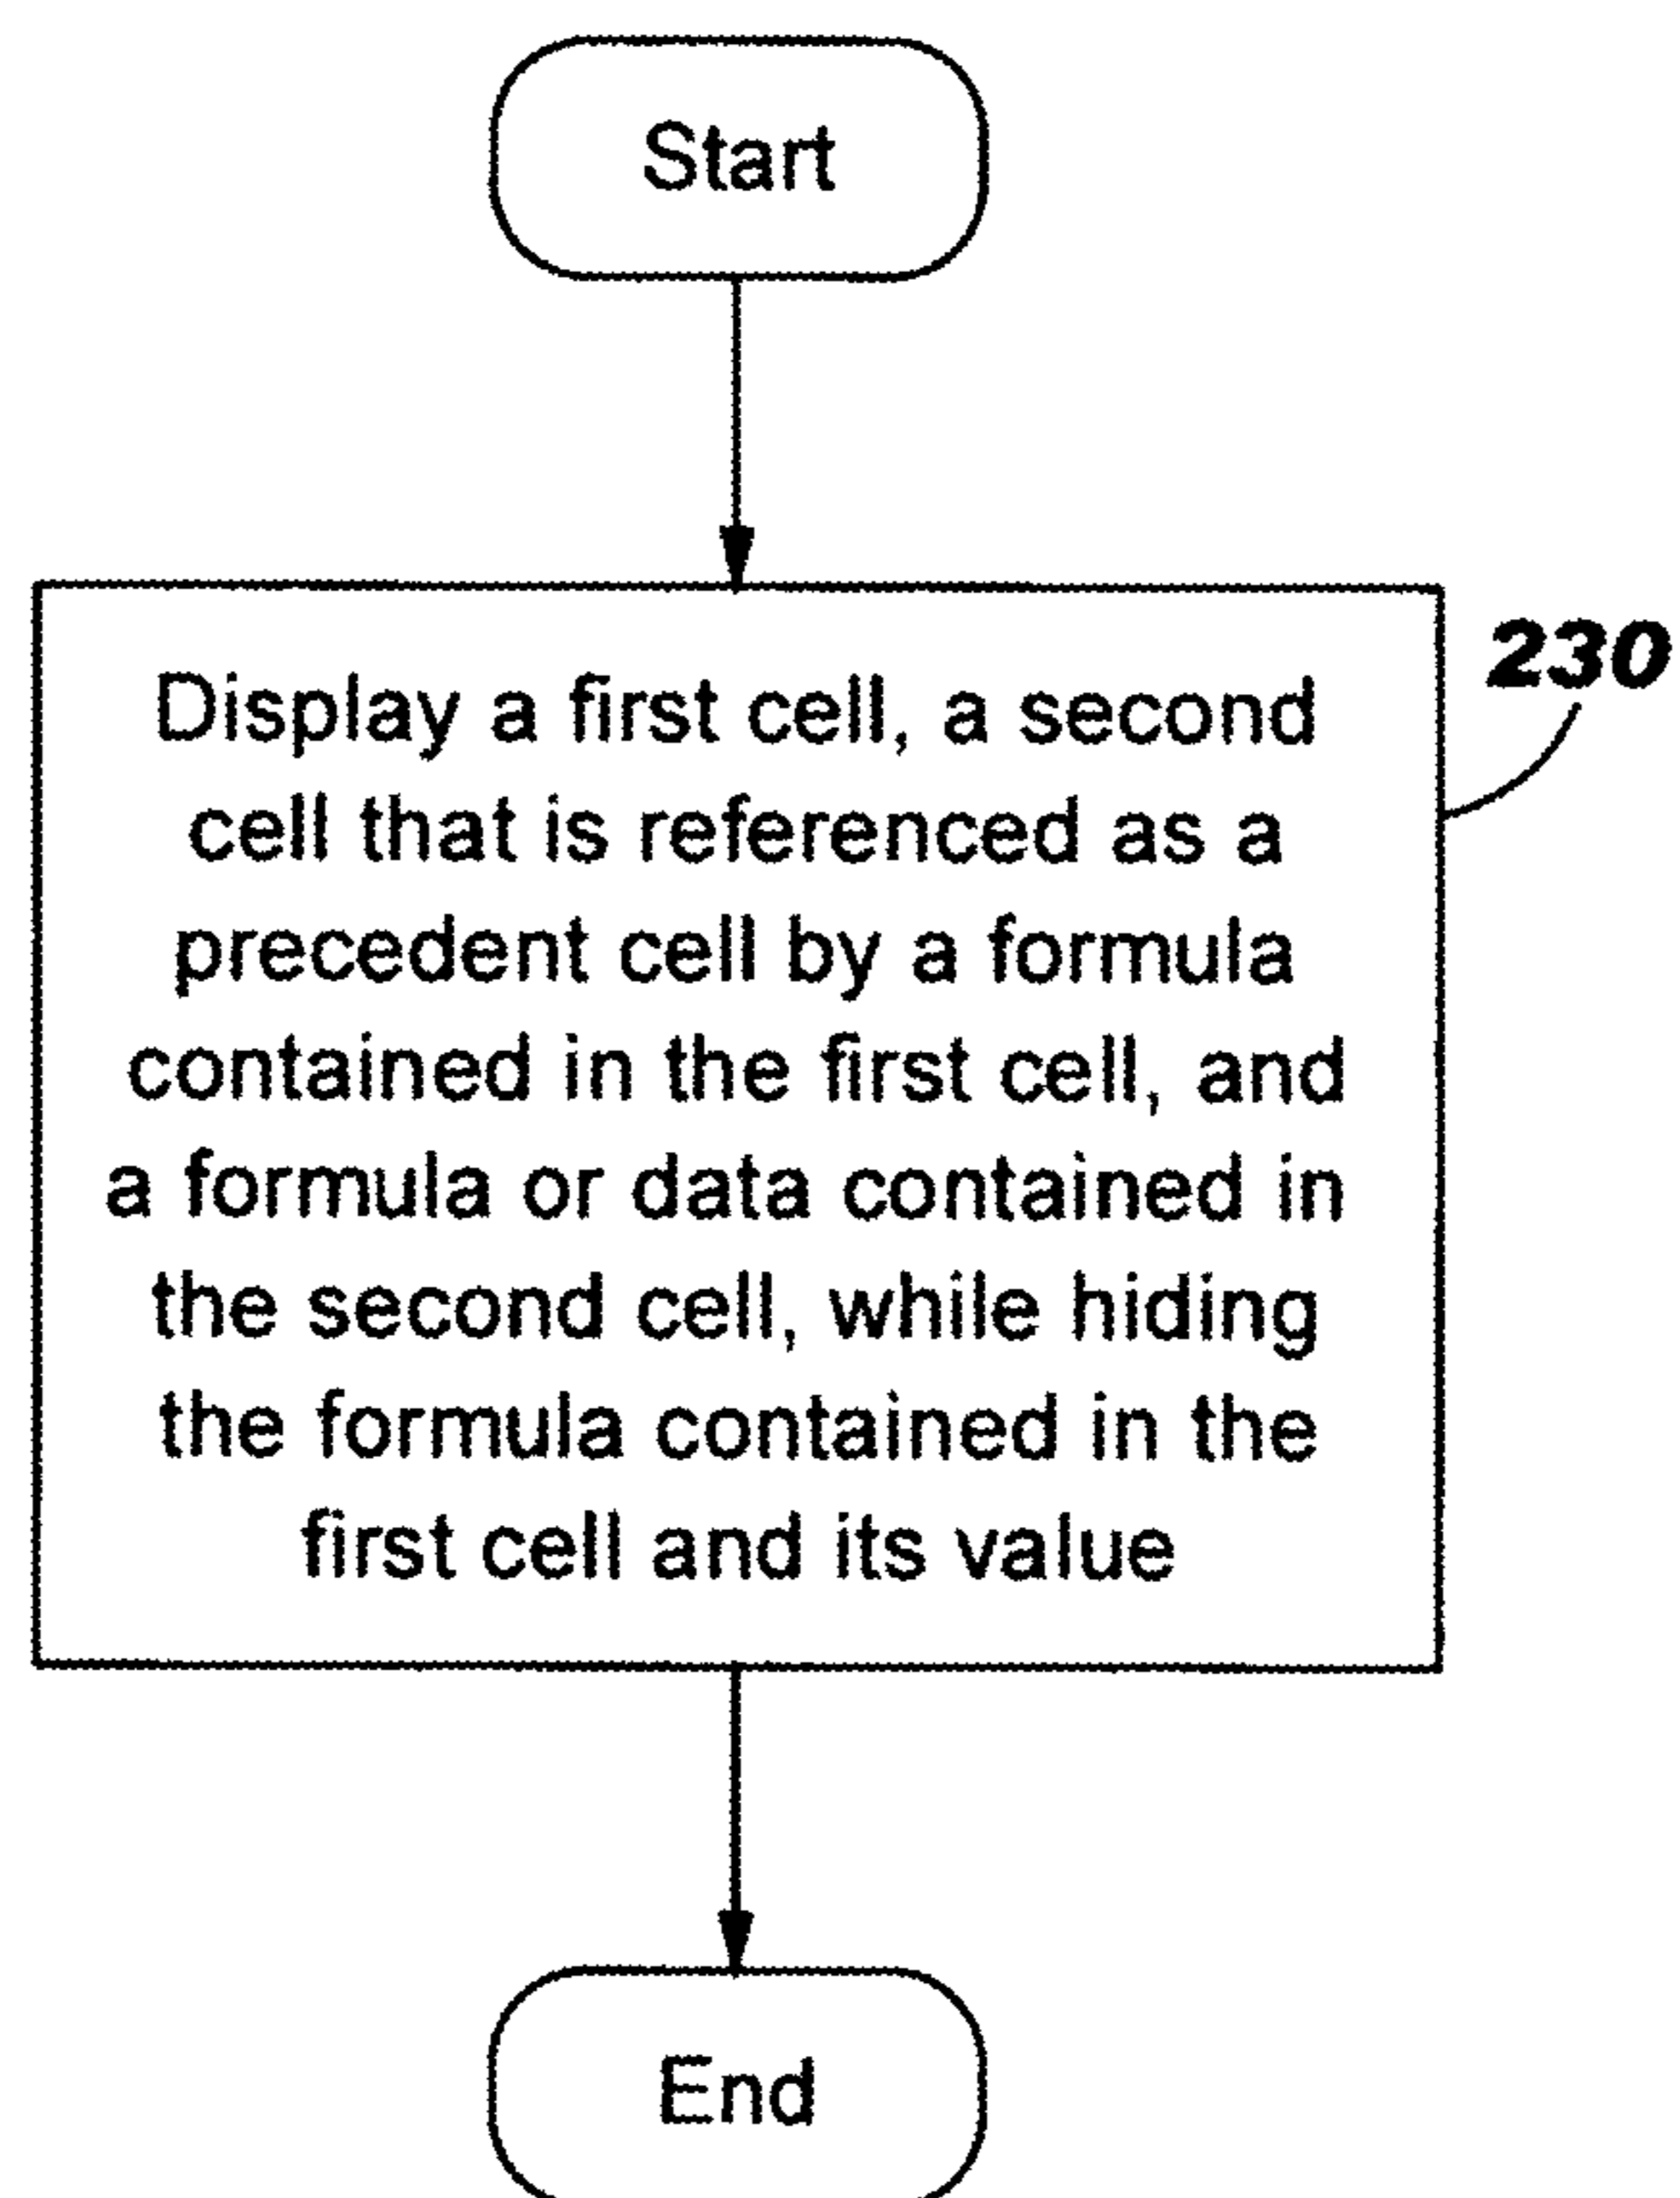 Start
230
Display a first cell, a second
cell that is referenced as a
precedent cell by a formula
contained in the first cell, and
a formula or data contained in
the second cell, while hiding
the formula contained in the
first cell and its value
End